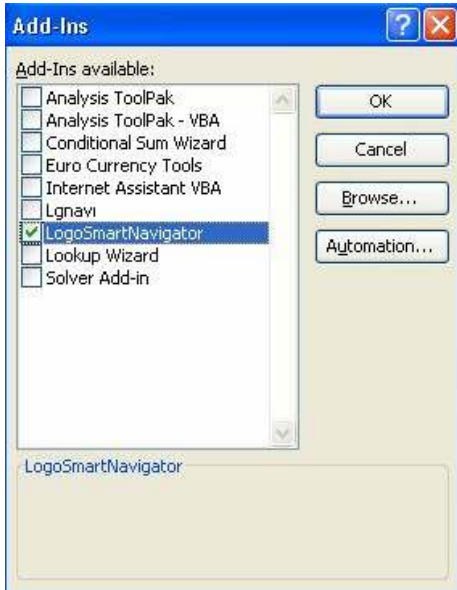 Add-Ins
Add-Ins available:
Analysis ToolPak
Analysis ToolPak - VBA
Conditional Sum Wizard
Euro Currency Tools
Internet Assistant VBA
Lgnavı
LogoSmartNavigator
Lookup Wizard
Solver Add-in
OK
Cancel
Browse...
Automation...
LogoSmartNavigator